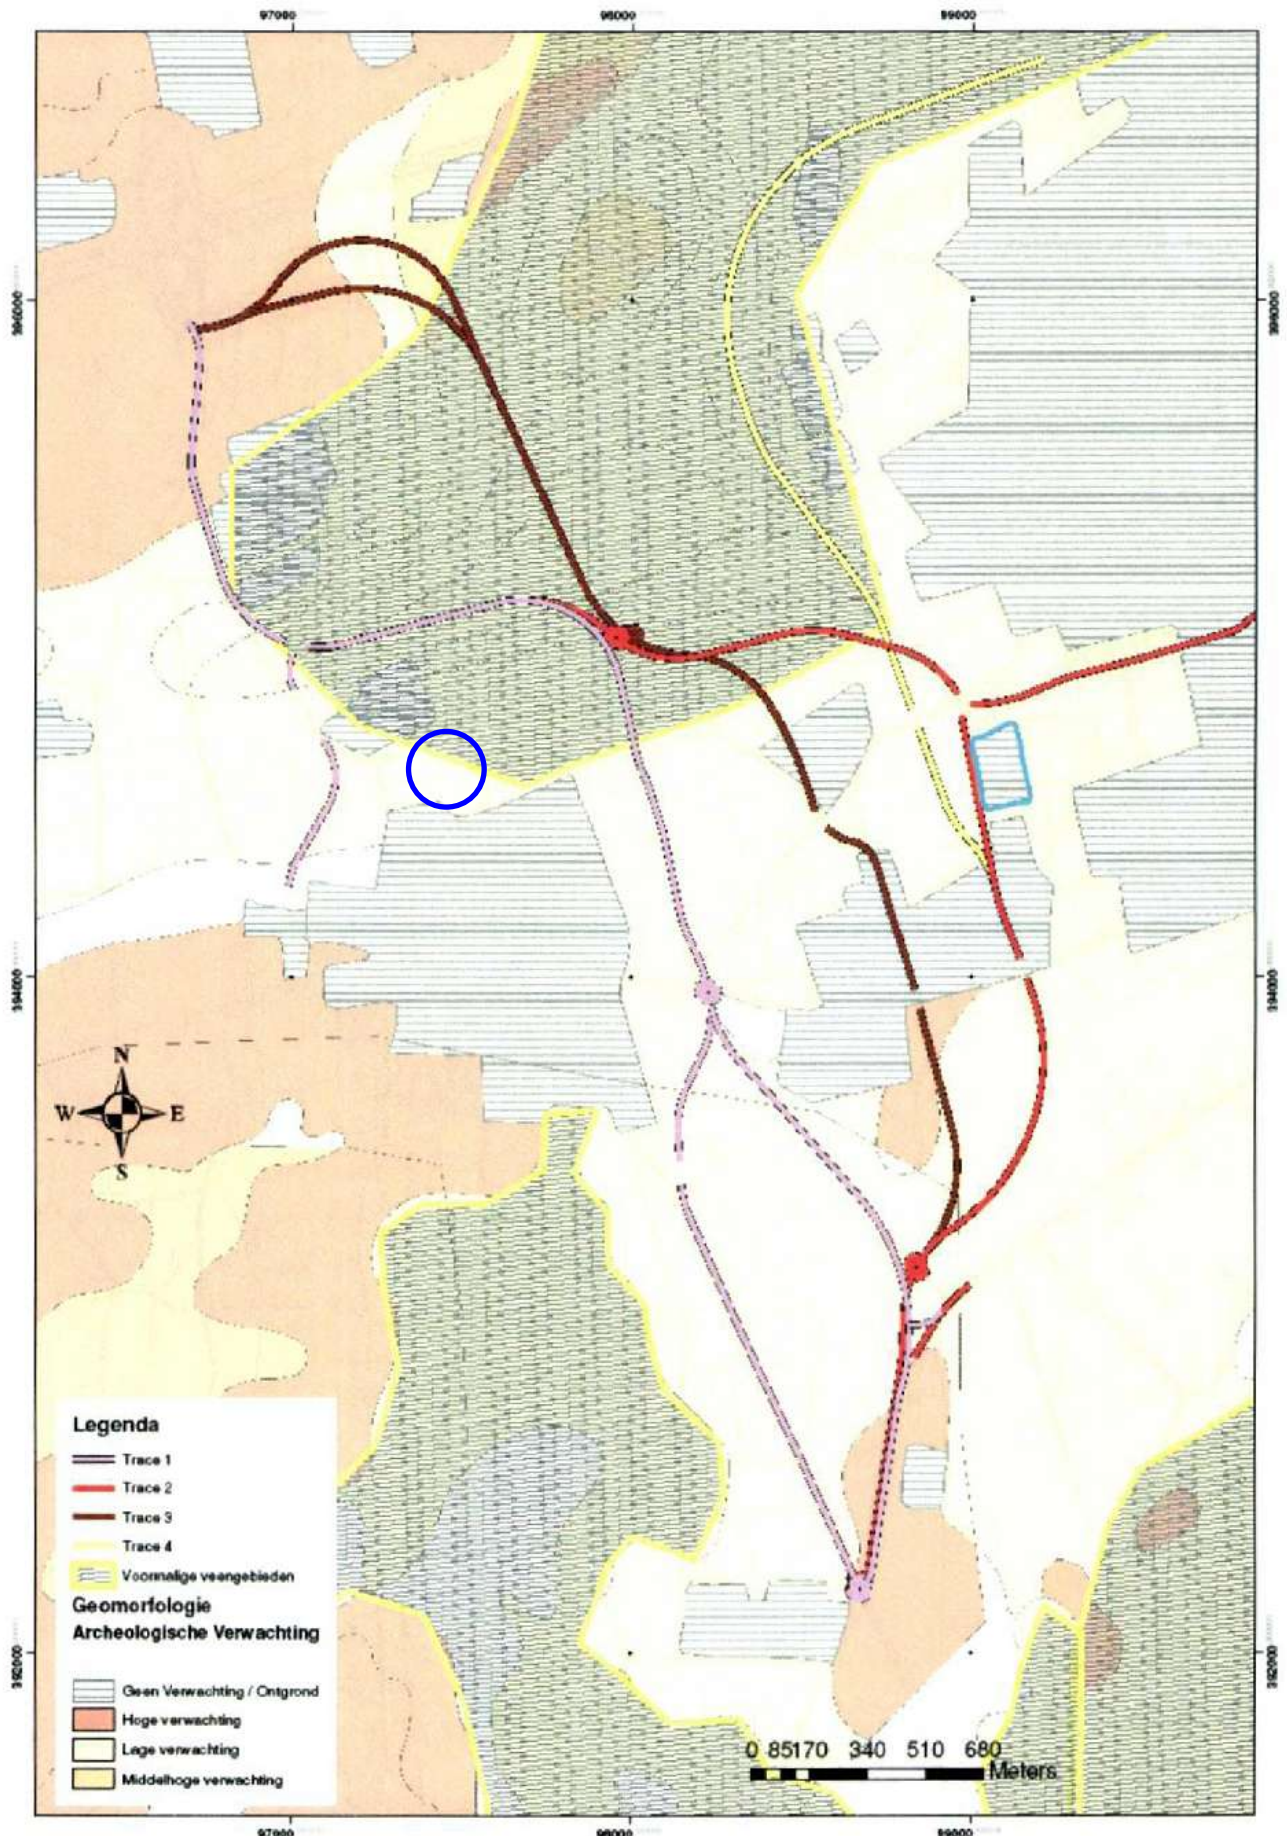 97000 98000 99000
N
W E
S
Legenda
Trace 1
Trace 2
Trace 3
Trace 4
Voormalige veengebieden
Geomorfologie
Archeologische Verwachting
Geen Verwachting / Ontgrond
Hoge verwachting
Lage verwachting
Middelhoge verwachting
0 85170 340 510 680
Meters
97000 98000 99000